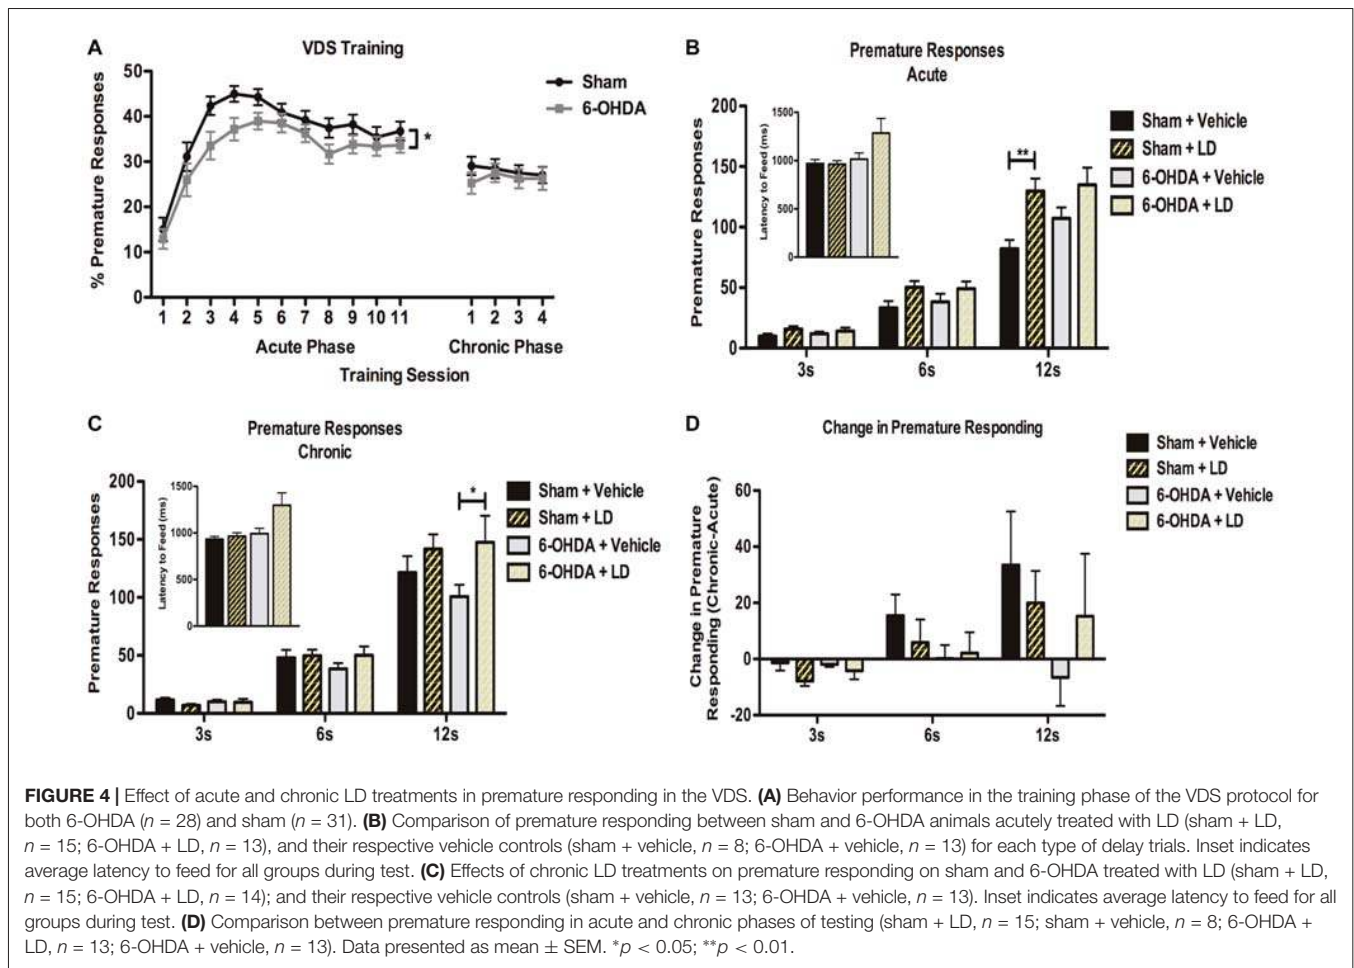 A
VDS Training
% Premature Responses
50
40
30
20
10
0
Sham
6-OHDA
*
1 2 3 4 5 6 7 8 9 10 11 1 2 3 4
Acute Phase Chronic Phase
Training Session
B
Premature Responses
Acute
Premature Responses
200
150
100
50
0
Latency to Feed (ms)
1500
1000
500
0
**
Sham + Vehicle
Sham + LD
6-OHDA + Vehicle
6-OHDA + LD
3s 6s 12s
C
Premature Responses
Chronic
Premature Responses
200
150
100
50
0
Latency to Feed (ms)
1500
1000
500
0
*
Sham + Vehicle
Sham + LD
6-OHDA + Vehicle
6-OHDA + LD
3s 6s 12s
D
Change in Premature Responding
Change in Premature
Responding (Chronic-Acute)
60
40
20
0
-20
Sham + Vehicle
Sham + LD
6-OHDA + Vehicle
6-OHDA + LD
3s 6s 12s
FIGURE 4 | Effect of acute and chronic LD treatments in premature responding in the VDS. (A) Behavior performance in the training phase of the VDS protocol for
both 6-OHDA (n = 28) and sham (n = 31). (B) Comparison of premature responding between sham and 6-OHDA animals acutely treated with LD (sham + LD,
n = 15; 6-OHDA + LD, n = 13), and their respective vehicle controls (sham + vehicle, n = 8; 6-OHDA + vehicle, n = 13) for each type of delay trials. Inset indicates
average latency to feed for all groups during test. (C) Effects of chronic LD treatments on premature responding on sham and 6-OHDA treated with LD (sham + LD,
n = 15; 6-OHDA + LD, n = 14); and their respective vehicle controls (sham + vehicle, n = 13; 6-OHDA + vehicle, n = 13). Inset indicates average latency to feed for all
groups during test. (D) Comparison between premature responding in acute and chronic phases of testing (sham + LD, n = 15; sham + vehicle, n = 8; 6-OHDA +
LD, n = 13; 6-OHDA + vehicle, n = 13). Data presented as mean ± SEM. *p < 0.05; **p < 0.01.